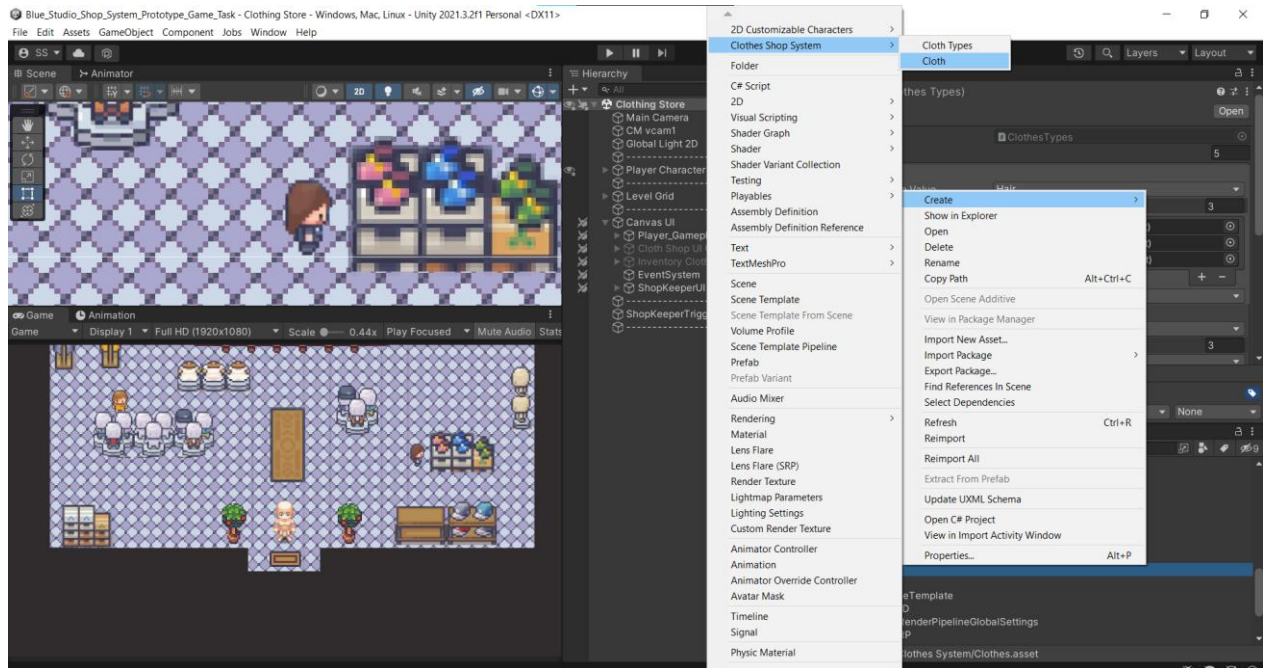 Blue_Studio_Shop_System_Prototype_Game_Task - Clothing Store - Windows, Mac, Linux - Unity 2021.3.2f1 Personal <DX11>
File Edit Assets GameObject Component Jobs Window Help
SS
Layers
Layout
Scene
Animator
2D
Game
Animation
Game
Display 1
Full HD (1920x1080)
Scale
0.44x
Play Focused
Mute Audio
Stats
Hierarchy
All
Clothing Store
Main Camera
CM vcam1
Global Light 2D
Player Character
Level Grid
Canvas UI
Cloth Shop UI
EventSystem
ShopKeeperUI
2D Customizable Characters
Clothes Shop System
Folder
C# Script
2D
Visual Scripting
Shader Graph
Shader
Shader Variant Collection
Testing
Playables
Assembly Definition
Assembly Definition Reference
Text
TextMeshPro
Scene
Scene Template
Scene Template From Scene
Volume Profile
Scene Template Pipeline
Prefab
Prefab Variant
Audio Mixer
Rendering
Material
Lens Flare
Lens Flare (SRP)
Render Texture
Lightmap Parameters
Lighting Settings
Custom Render Texture
Animator Controller
Animation
Animator Override Controller
Avatar Mask
Timeline
Signal
Physic Material
Cloth Types
Cloth
thes Types)
Open
ClothesTypes
5
Value
Hair
3
Create
Show in Explorer
Open
Delete
Rename
Copy Path Alt+Ctrl+C
Open Scene Additive
View in Package Manager
Import New Asset...
Import Package
Export Package...
Find References In Scene
Select Dependencies
Refresh Ctrl+R
Reimport
Reimport All
Extract From Prefab
Update UXML Schema
Open C# Project
View in Import Activity Window
Properties... Alt+P
3
None
9
eTemplate
D
enderPipelineGlobalSettings
P
lothes System/Clothes.asset